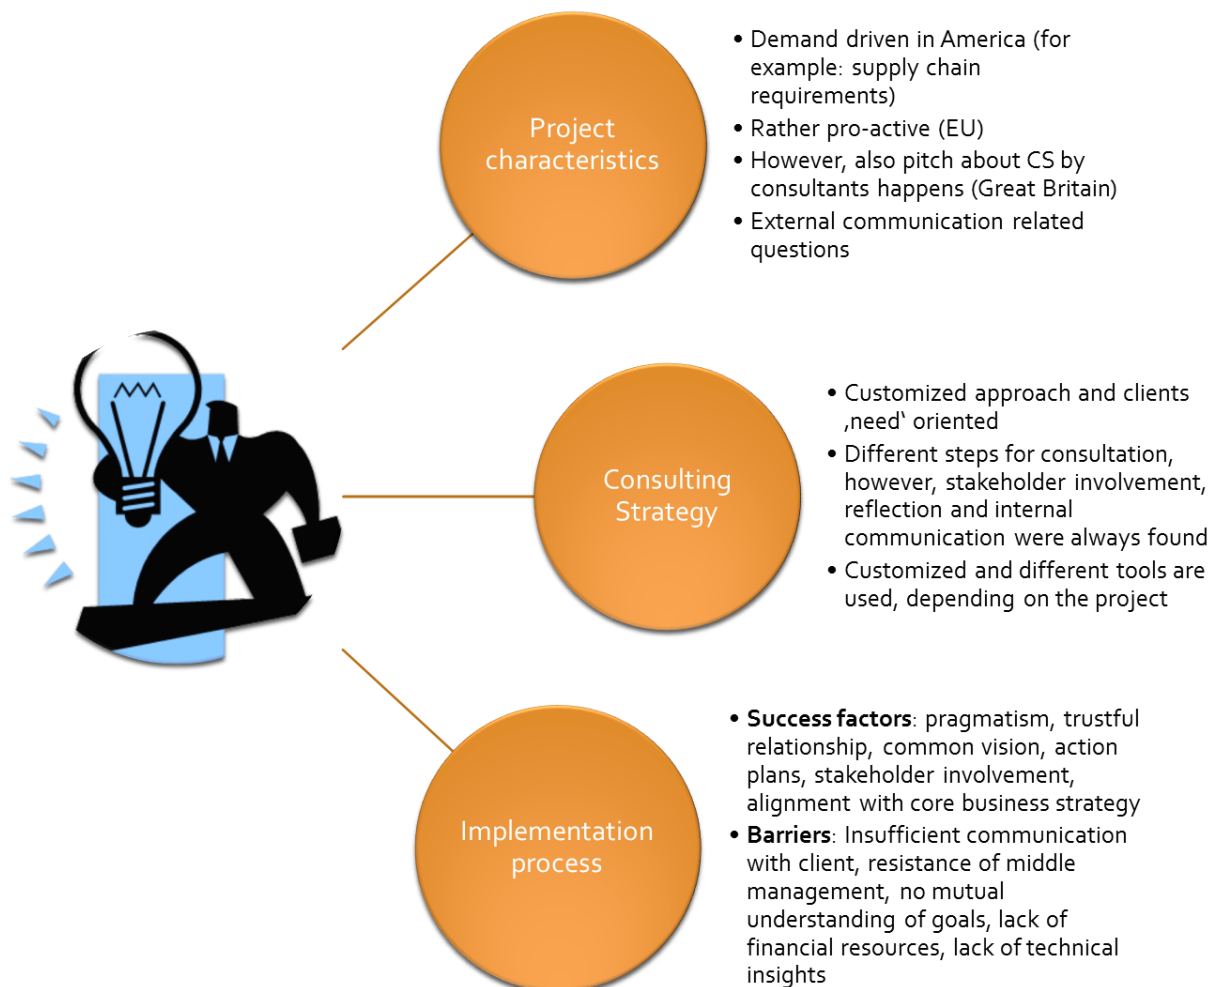 Project
characteristics
• Demand driven in America (for
example: supply chain
requirements)
• Rather pro-active (EU)
• However, also pitch about CS by
consultants happens (Great Britain)
• External communication related
questions
Consulting
Strategy
• Customized approach and clients
‚need‘ oriented
• Different steps for consultation,
however, stakeholder involvement,
reflection and internal
communication were always found
• Customized and different tools are
used, depending on the project
Implementation
process
• Success factors: pragmatism, trustful
relationship, common vision, action
plans, stakeholder involvement,
alignment with core business strategy
• Barriers: Insufficient communication
with client, resistance of middle
management, no mutual
understanding of goals, lack of
financial resources, lack of technical
insights